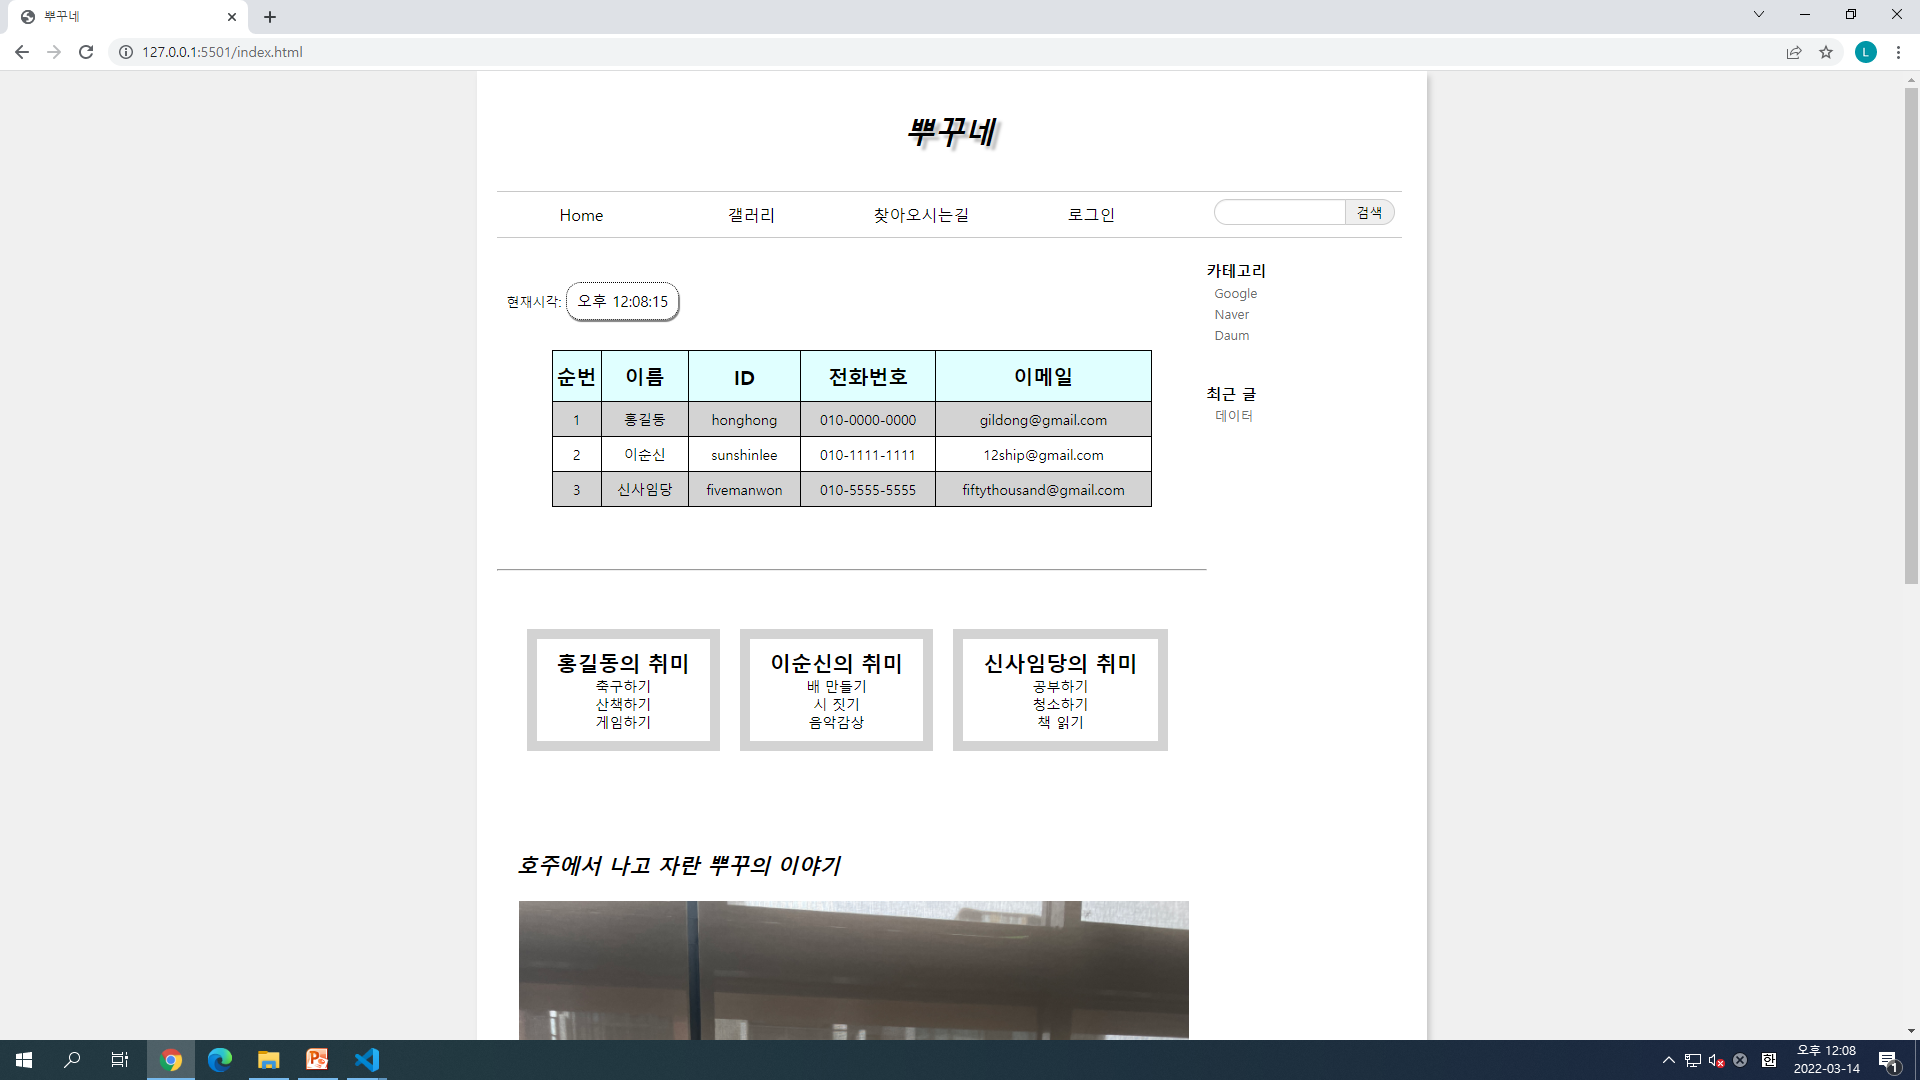 뿌꾸네
127.0.0.1:5501/index.html
L
뿌꾸네
Home 갤러리 찾아오시는길 로그인 검색
카테고리
Google
Naver
Daum
최근 글
데이터
현재시각: 오후 12:08:15
순번 이름 ID 전화번호 이메일
1 홍길동 honghong 010-0000-0000 gildong@gmail.com
2 이순신 sunshinlee 010-1111-1111 12ship@gmail.com
3 신사임당 fivemanwon 010-5555-5555 fiftythousand@gmail.com
홍길동의 취미
축구하기
산책하기
게임하기
이순신의 취미
배 만들기
시 짓기
음악감상
신사임당의 취미
공부하기
청소하기
책 읽기
호주에서 나고 자란 뿌꾸의 이야기
한
오후 12:08
2022-03-14
1